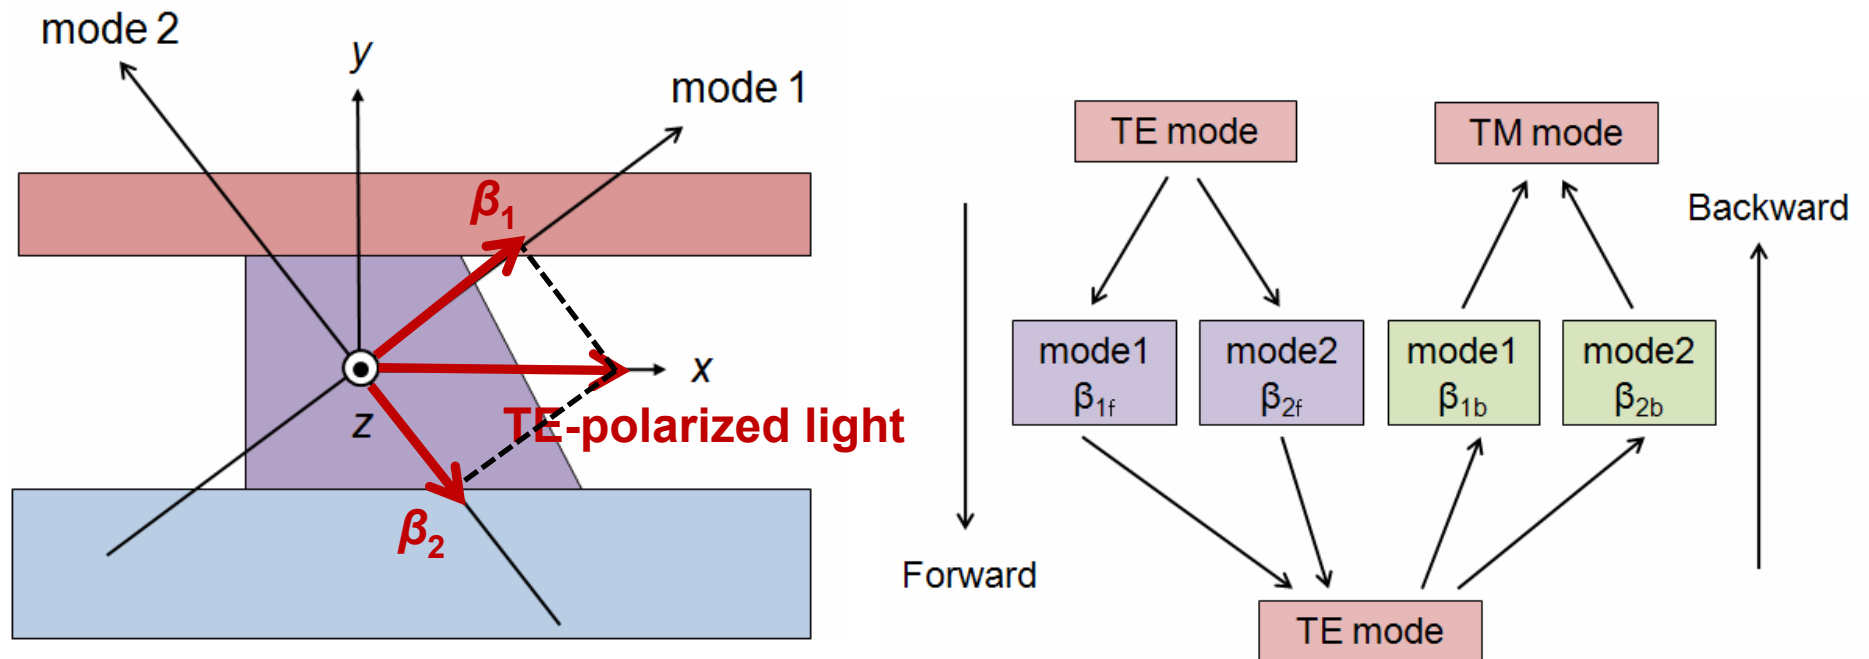 mode 2
y
mode 1
β1
x
z
TE-polarized light
β2
TE mode
TM mode
Backward
mode1
β1f
mode2
β2f
mode1
β1b
mode2
β2b
Forward
TE mode